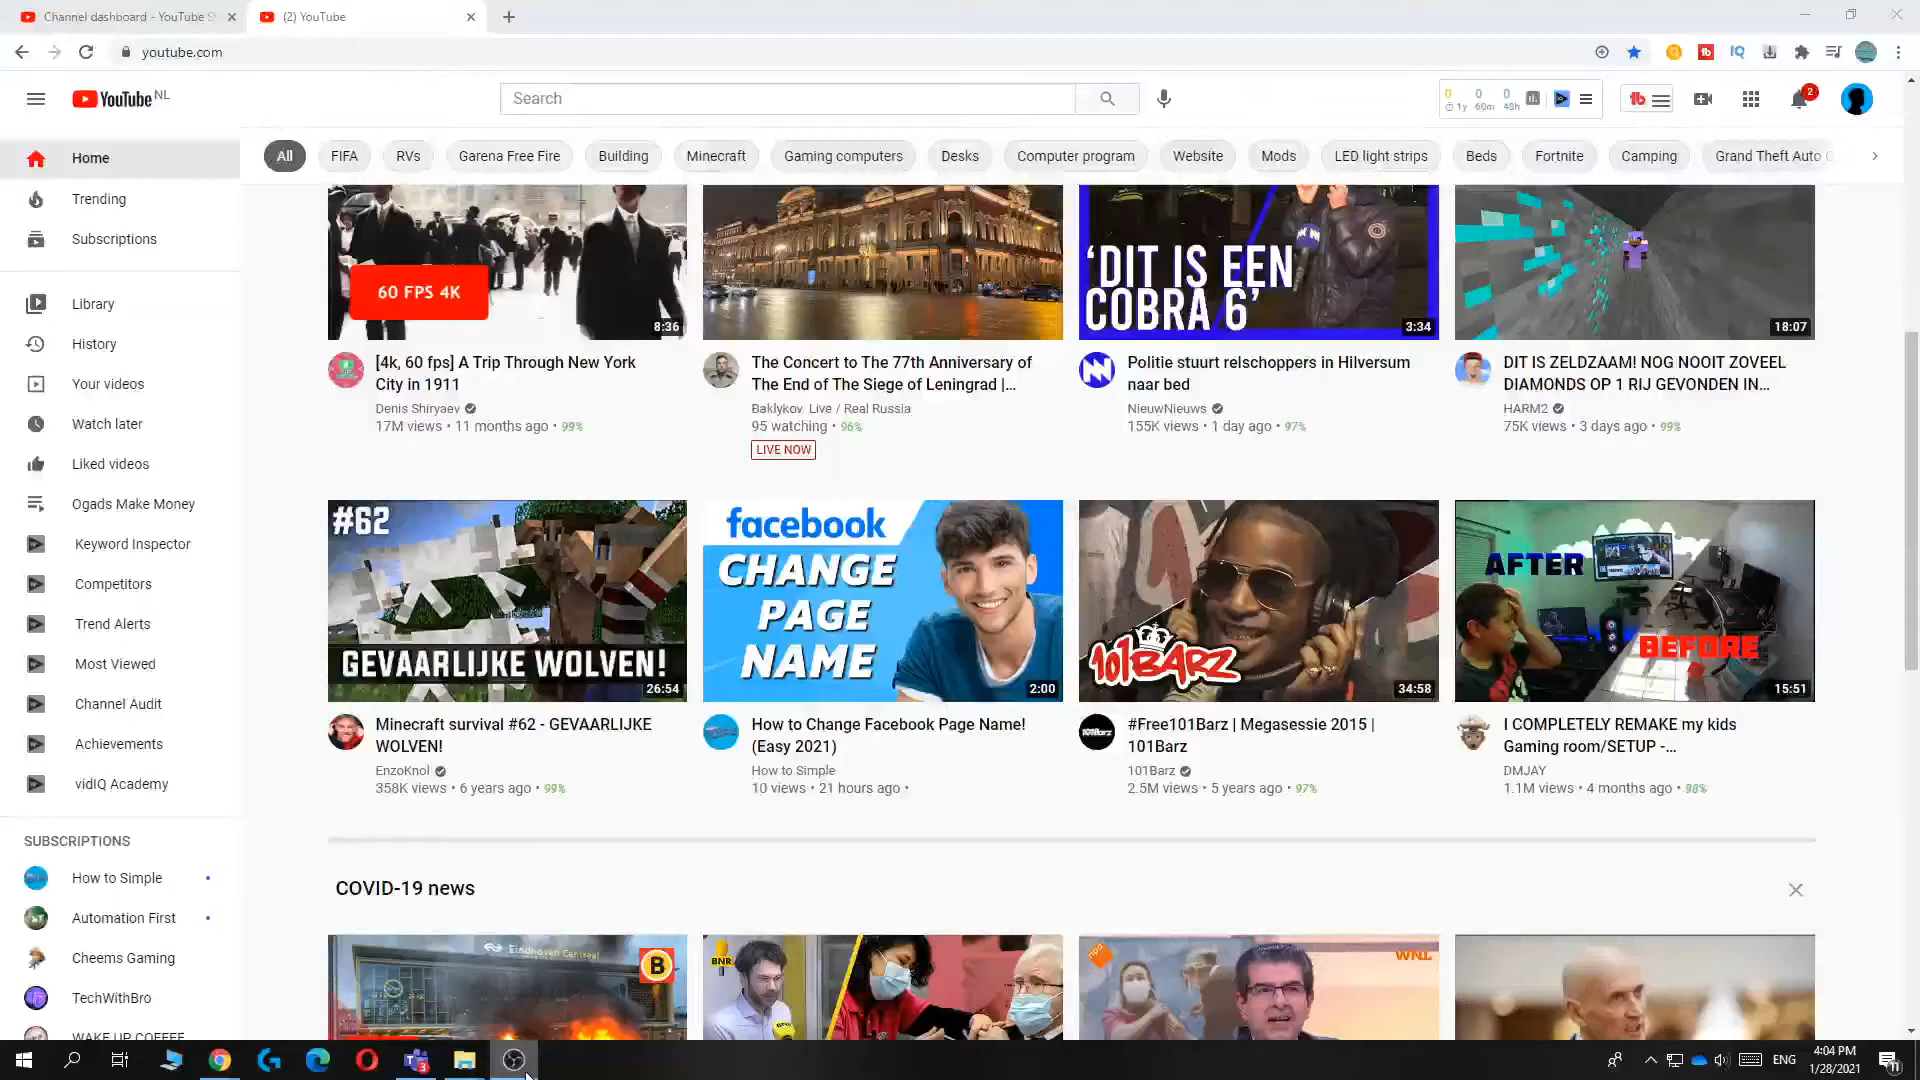 Channel dashboard - YouTube S
(2) YouTube
youtube.com
YouTube NL
Search
0 0 0
1y 60m 48h
2
Home
Trending
Subscriptions
Library
History
Your videos
Watch later
Liked videos
Ogads Make Money
Keyword Inspector
Competitors
Trend Alerts
Most Viewed
Channel Audit
Achievements
vidIQ Academy
SUBSCRIPTIONS
How to Simple
Automation First
Cheems Gaming
TechWithBro
WAKE UP COFFEE
All
FIFA
RVs
Garena Free Fire
Building
Minecraft
Gaming computers
Desks
Computer program
Website
Mods
LED light strips
Beds
Fortnite
Camping
Grand Theft Auto
60 FPS 4K
8:36
[4k, 60 fps] A Trip Through New York
City in 1911
Denis Shiryaev
17M views • 11 months ago • 99%
The Concert to The 77th Anniversary of
The End of The Siege of Leningrad |...
Baklykov. Live / Real Russia
95 watching • 96%
LIVE NOW
‘DIT IS EEN
COBRA 6’
3:34
Politie stuurt relschoppers in Hilversum
naar bed
NieuwNieuws
155K views • 1 day ago • 97%
18:07
DIT IS ZELDZAAM! NOG NOOIT ZOVEEL
DIAMONDS OP 1 RIJ GEVONDEN IN...
HARM2
75K views • 3 days ago • 99%
#62
GEVAARLIJKE WOLVEN!
26:54
Minecraft survival #62 - GEVAARLIJKE
WOLVEN!
EnzoKnol
358K views • 6 years ago • 99%
facebook
CHANGE
PAGE
NAME
2:00
How to Change Facebook Page Name!
(Easy 2021)
How to Simple
10 views • 21 hours ago •
101BARZ
34:58
#Free101Barz | Megasessie 2015 |
101Barz
101Barz
2.5M views • 5 years ago • 97%
AFTER
BEFORE
15:51
I COMPLETELY REMAKE my kids
Gaming room/SETUP -...
DMJAY
1.1M views • 4 months ago • 98%
COVID-19 news
Eindhoven Centraal
B
BNR
WNL
ENG
4:04 PM
1/28/2021